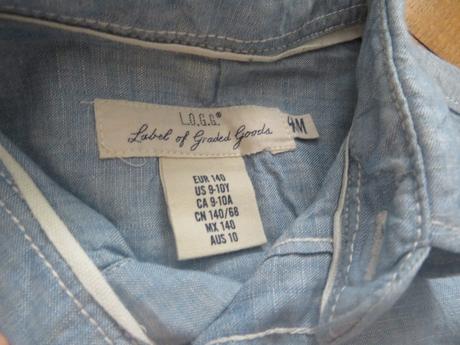 L.O.G.G.®
Label of Graded Goods
EUR 140
US 9-10Y
CA 9-10A
CN 140/68
MX 140
AUS 10